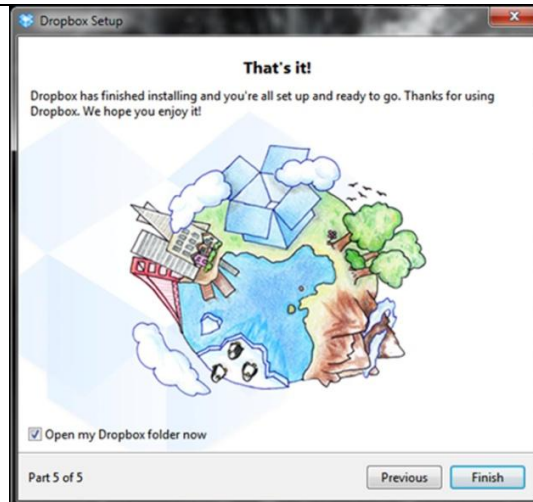 Dropbox Setup
That's it!
Dropbox has finished installing and you're all set up and ready to go. Thanks for using
Dropbox. We hope you enjoy it!
Open my Dropbox folder now
Part 5 of 5
Previous
Finish